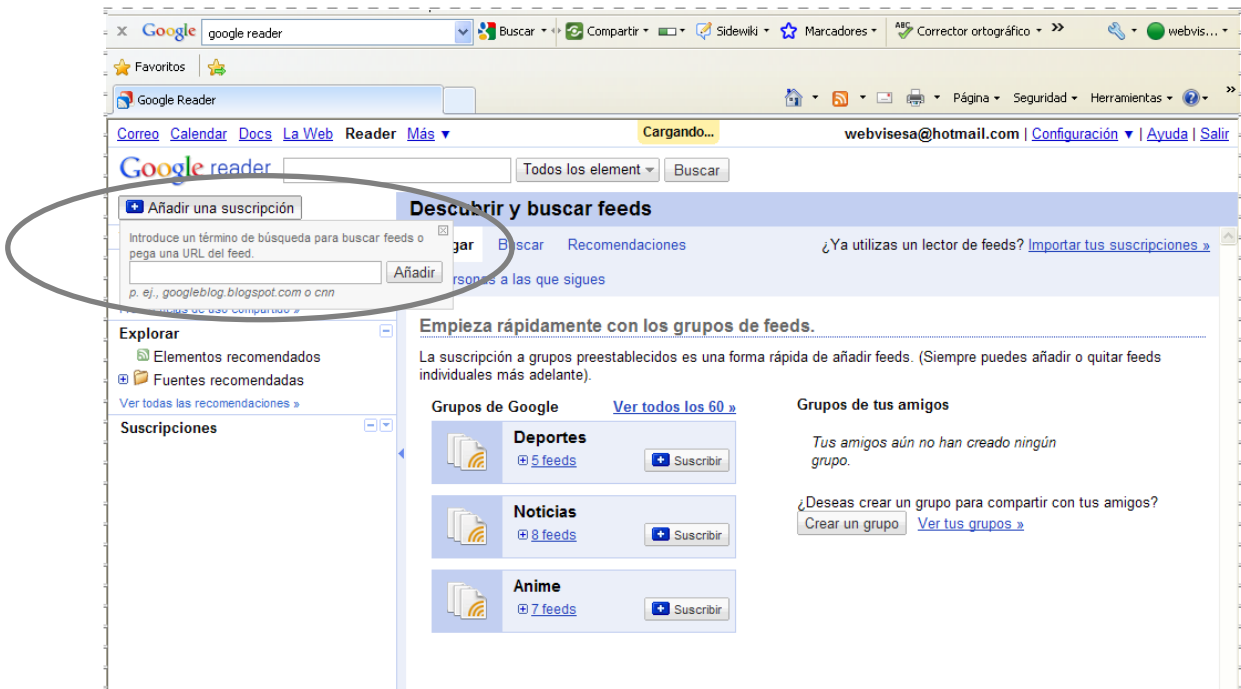 Google google reader Buscar Compartir Sidewiki Marcadores ABC Corrector ortográfico » webvis...
Favoritos
Google Reader Página Seguridad Herramientas »
Correo Calendar Docs La Web Reader Más ▼ Cargando... webvisesa@hotmail.com | Configuración ▼ | Ayuda | Salir
Google reader Todos los element Buscar
Añadir una suscripción
Introduce un término de búsqueda para buscar feeds o
pega una URL del feed.
Añadir
p. ej., googleblog.blogspot.com o cnn
de uso compartido »
Explorar
Elementos recomendados
Fuentes recomendadas
Ver todas las recomendaciones »
Suscripciones
Descubrir y buscar feeds
gar Buscar Recomendaciones ¿Ya utilizas un lector de feeds? Importar tus suscripciones »
ersonas a las que sigues
Empieza rápidamente con los grupos de feeds.
La suscripción a grupos preestablecidos es una forma rápida de añadir feeds. (Siempre puedes añadir o quitar feeds
individuales más adelante).
Grupos de Google Ver todos los 60 »
Deportes
5 feeds Suscribir
Noticias
8 feeds Suscribir
Anime
7 feeds Suscribir
Grupos de tus amigos
Tus amigos aún no han creado ningún
grupo.
¿Deseas crear un grupo para compartir con tus amigos?
Crear un grupo Ver tus grupos »